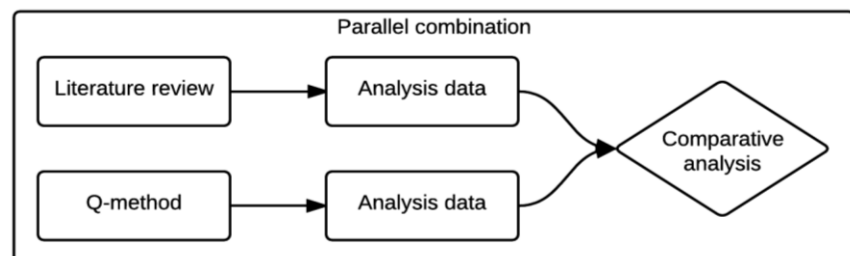 Parallel combination
Literature review
Analysis data
Q-method
Analysis data
Comparative
analysis